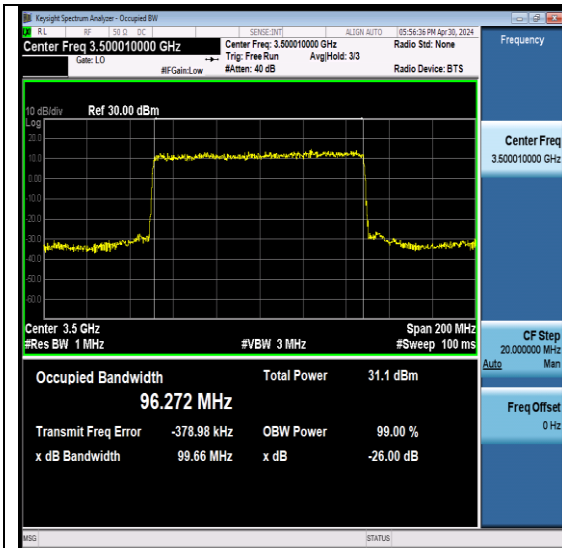 Keysight Spectrum Analyzer - Occupied BW
RL RF 50 Ω DC SENSE:INT ALIGN AUTO 05:56:36 PM Apr 30, 2024
Center Freq 3.500010000 GHz Center Freq: 3.500010000 GHz Radio Std: None Frequency
Gate: LO Trig: Free Run Avg|Hold: 3/3
#IFGain:Low #Atten: 40 dB Radio Device: BTS
10 dB/div Ref 30.00 dBm
Log
20.0
10.0
0.00
-10.0
-20.0
-30.0
-40.0
-50.0
-60.0
Center Freq
3.500010000 GHz
Center 3.5 GHz Span 200 MHz
#Res BW 1 MHz #VBW 3 MHz #Sweep 100 ms
CF Step
20.000000 MHz
Auto Man
Occupied Bandwidth Total Power 31.1 dBm
96.272 MHz
Freq Offset
0 Hz
Transmit Freq Error -378.98 kHz OBW Power 99.00 %
x dB Bandwidth 99.66 MHz x dB -26.00 dB
MSG STATUS